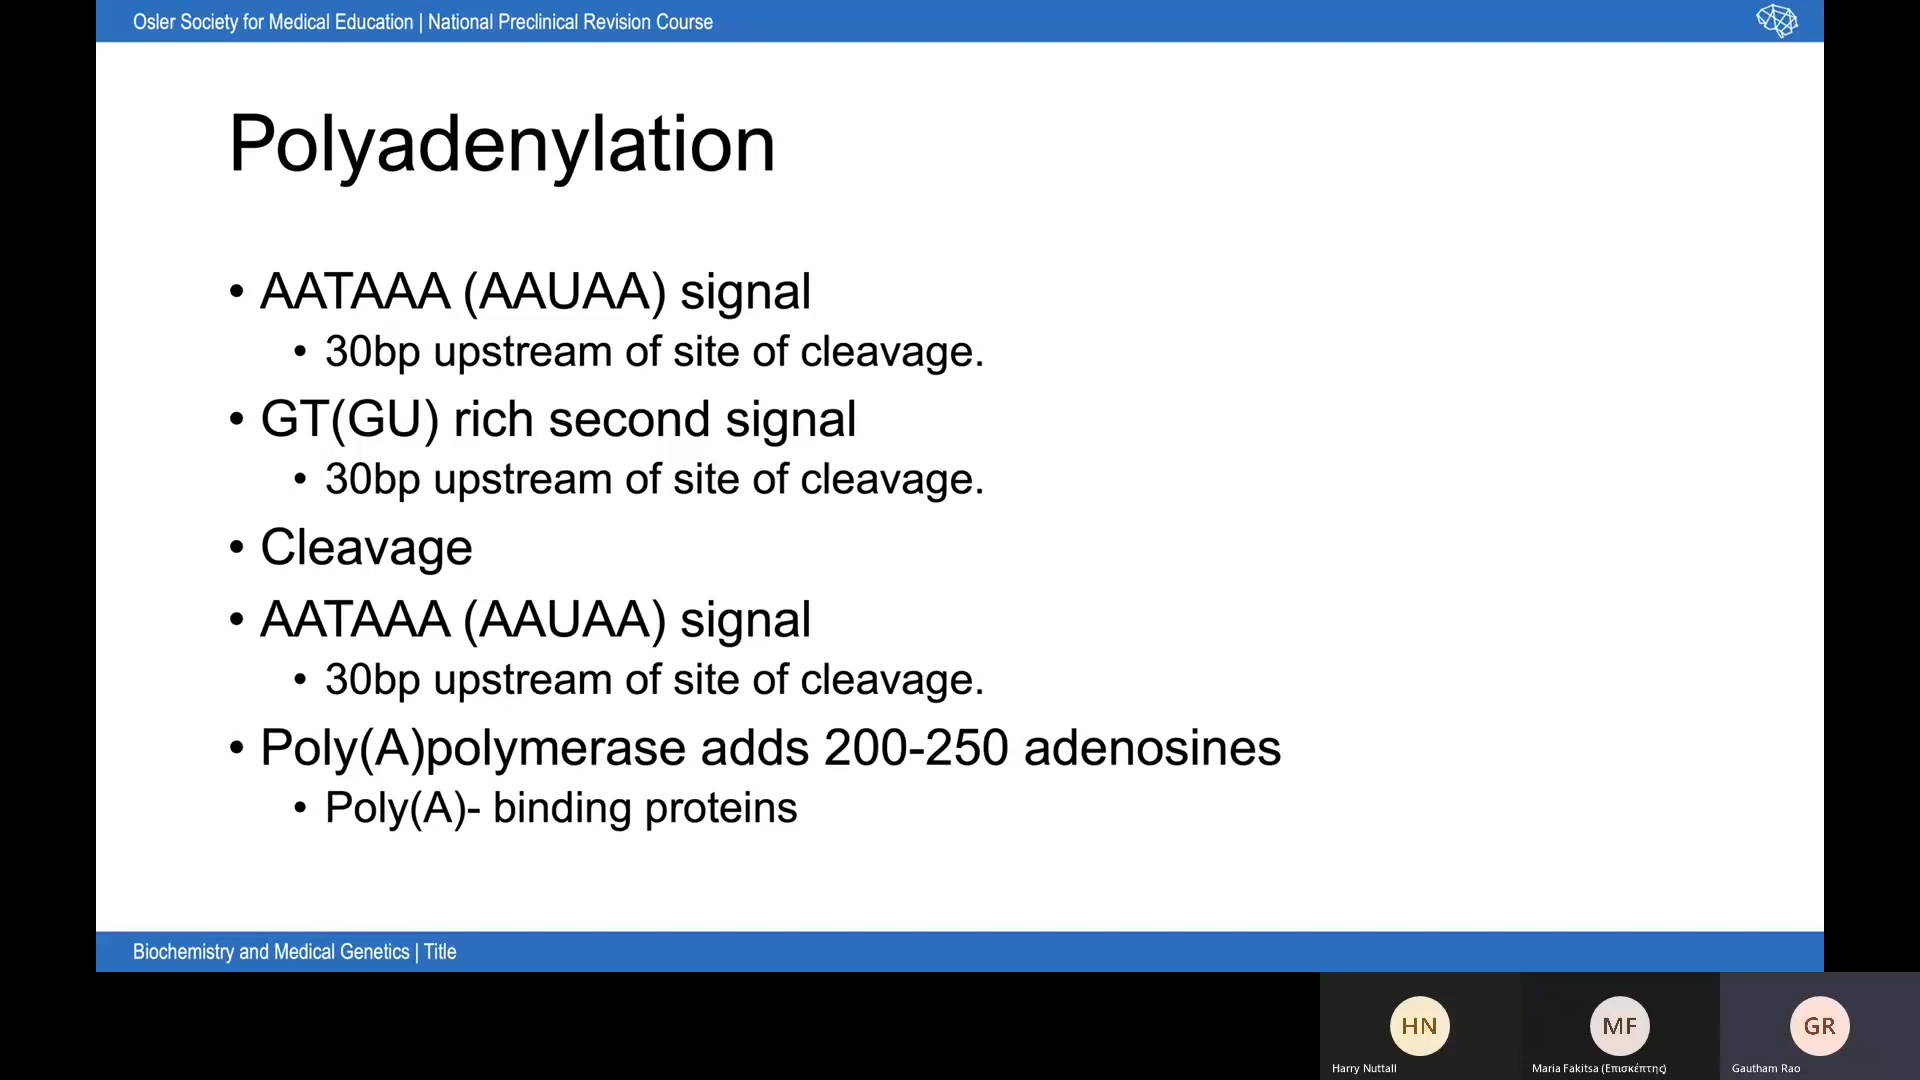 Osler Society for Medical Education | National Preclinical Revision Course
Polyadenylation
• AATAAA (AAUAA) signal
• 30bp upstream of site of cleavage.
• GT(GU) rich second signal
• 30bp upstream of site of cleavage.
• Cleavage
• AATAAA (AAUAA) signal
• 30bp upstream of site of cleavage.
• Poly(A)polymerase adds 200-250 adenosines
• Poly(A)- binding proteins
Biochemistry and Medical Genetics | Title
HN
MF
GR
Harry Nuttall
Maria Fakitsa (Επισκέπτης)
Gautham Rao